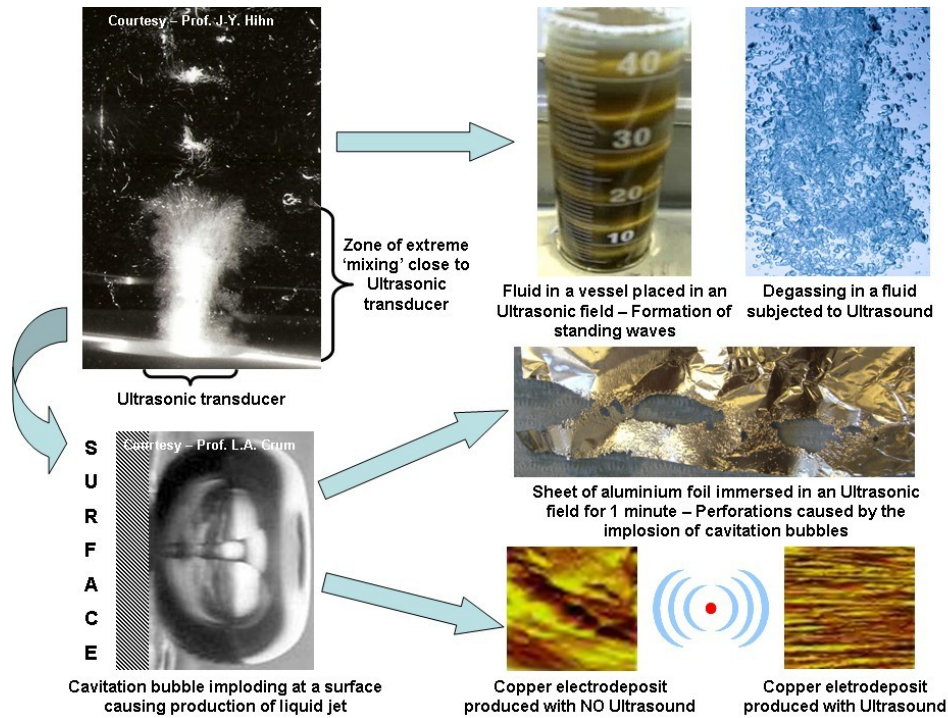 Courtesy – Prof. J-Y. Hihn
Zone of extreme
‘mixing’ close to
Ultrasonic
transducer
Ultrasonic transducer
40
30
20
10
Fluid in a vessel placed in an
Ultrasonic field – Formation of
standing waves
Degassing in a fluid
subjected to Ultrasound
S
U
R
F
A
C
E
Courtesy – Prof. L.A. Crum
Cavitation bubble imploding at a surface
causing production of liquid jet
Sheet of aluminium foil immersed in an Ultrasonic
field for 1 minute – Perforations caused by the
implosion of cavitation bubbles
Copper electrodeposit
produced with NO Ultrasound
Copper eletrodeposit
produced with Ultrasound